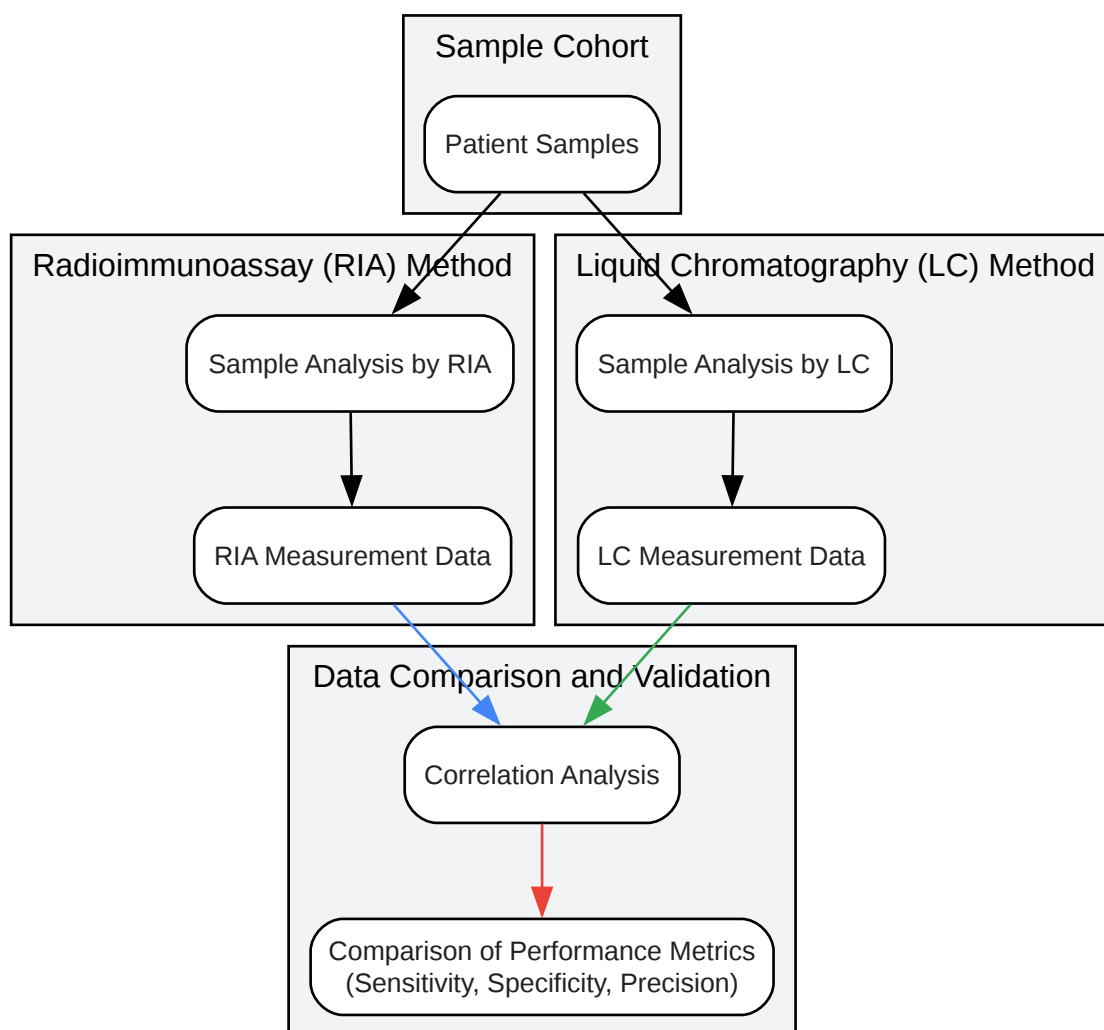 Sample Cohort
Patient Samples
Radioimmunoassay (RIA) Method
Liquid Chromatography (LC) Method
Sample Analysis by RIA
Sample Analysis by LC
RIA Measurement Data
LC Measurement Data
Data Comparison and Validation
Correlation Analysis
Comparison of Performance Metrics
(Sensitivity, Specificity, Precision)